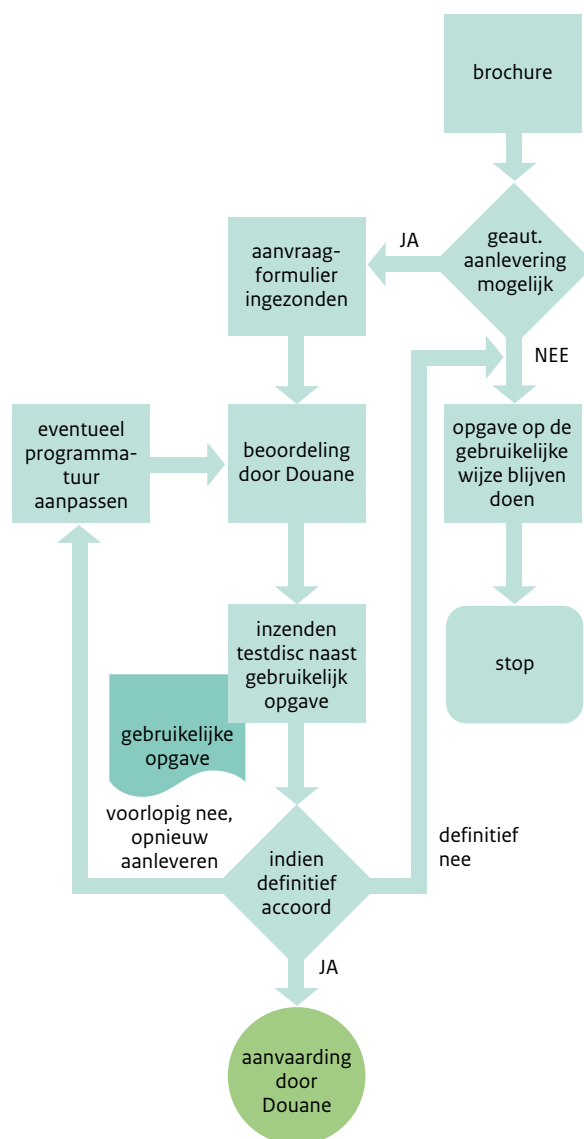 brochure
geaut.
aanlevering
mogelijk
JA
aanvraag-
formulier
ingezonden
NEE
opgave op de
gebruikelijke
wijze blijven
doen
stop
eventueel
programma-
tuur
aanpassen
beoordeling
door Douane
inzenden
testdisc naast
gebruikelijk
opgave
gebruikelijke
opgave
voorlopig nee,
opnieuw
aanleveren
indien
definitief
accoord
definitief
nee
JA
aanvaarding
door
Douane